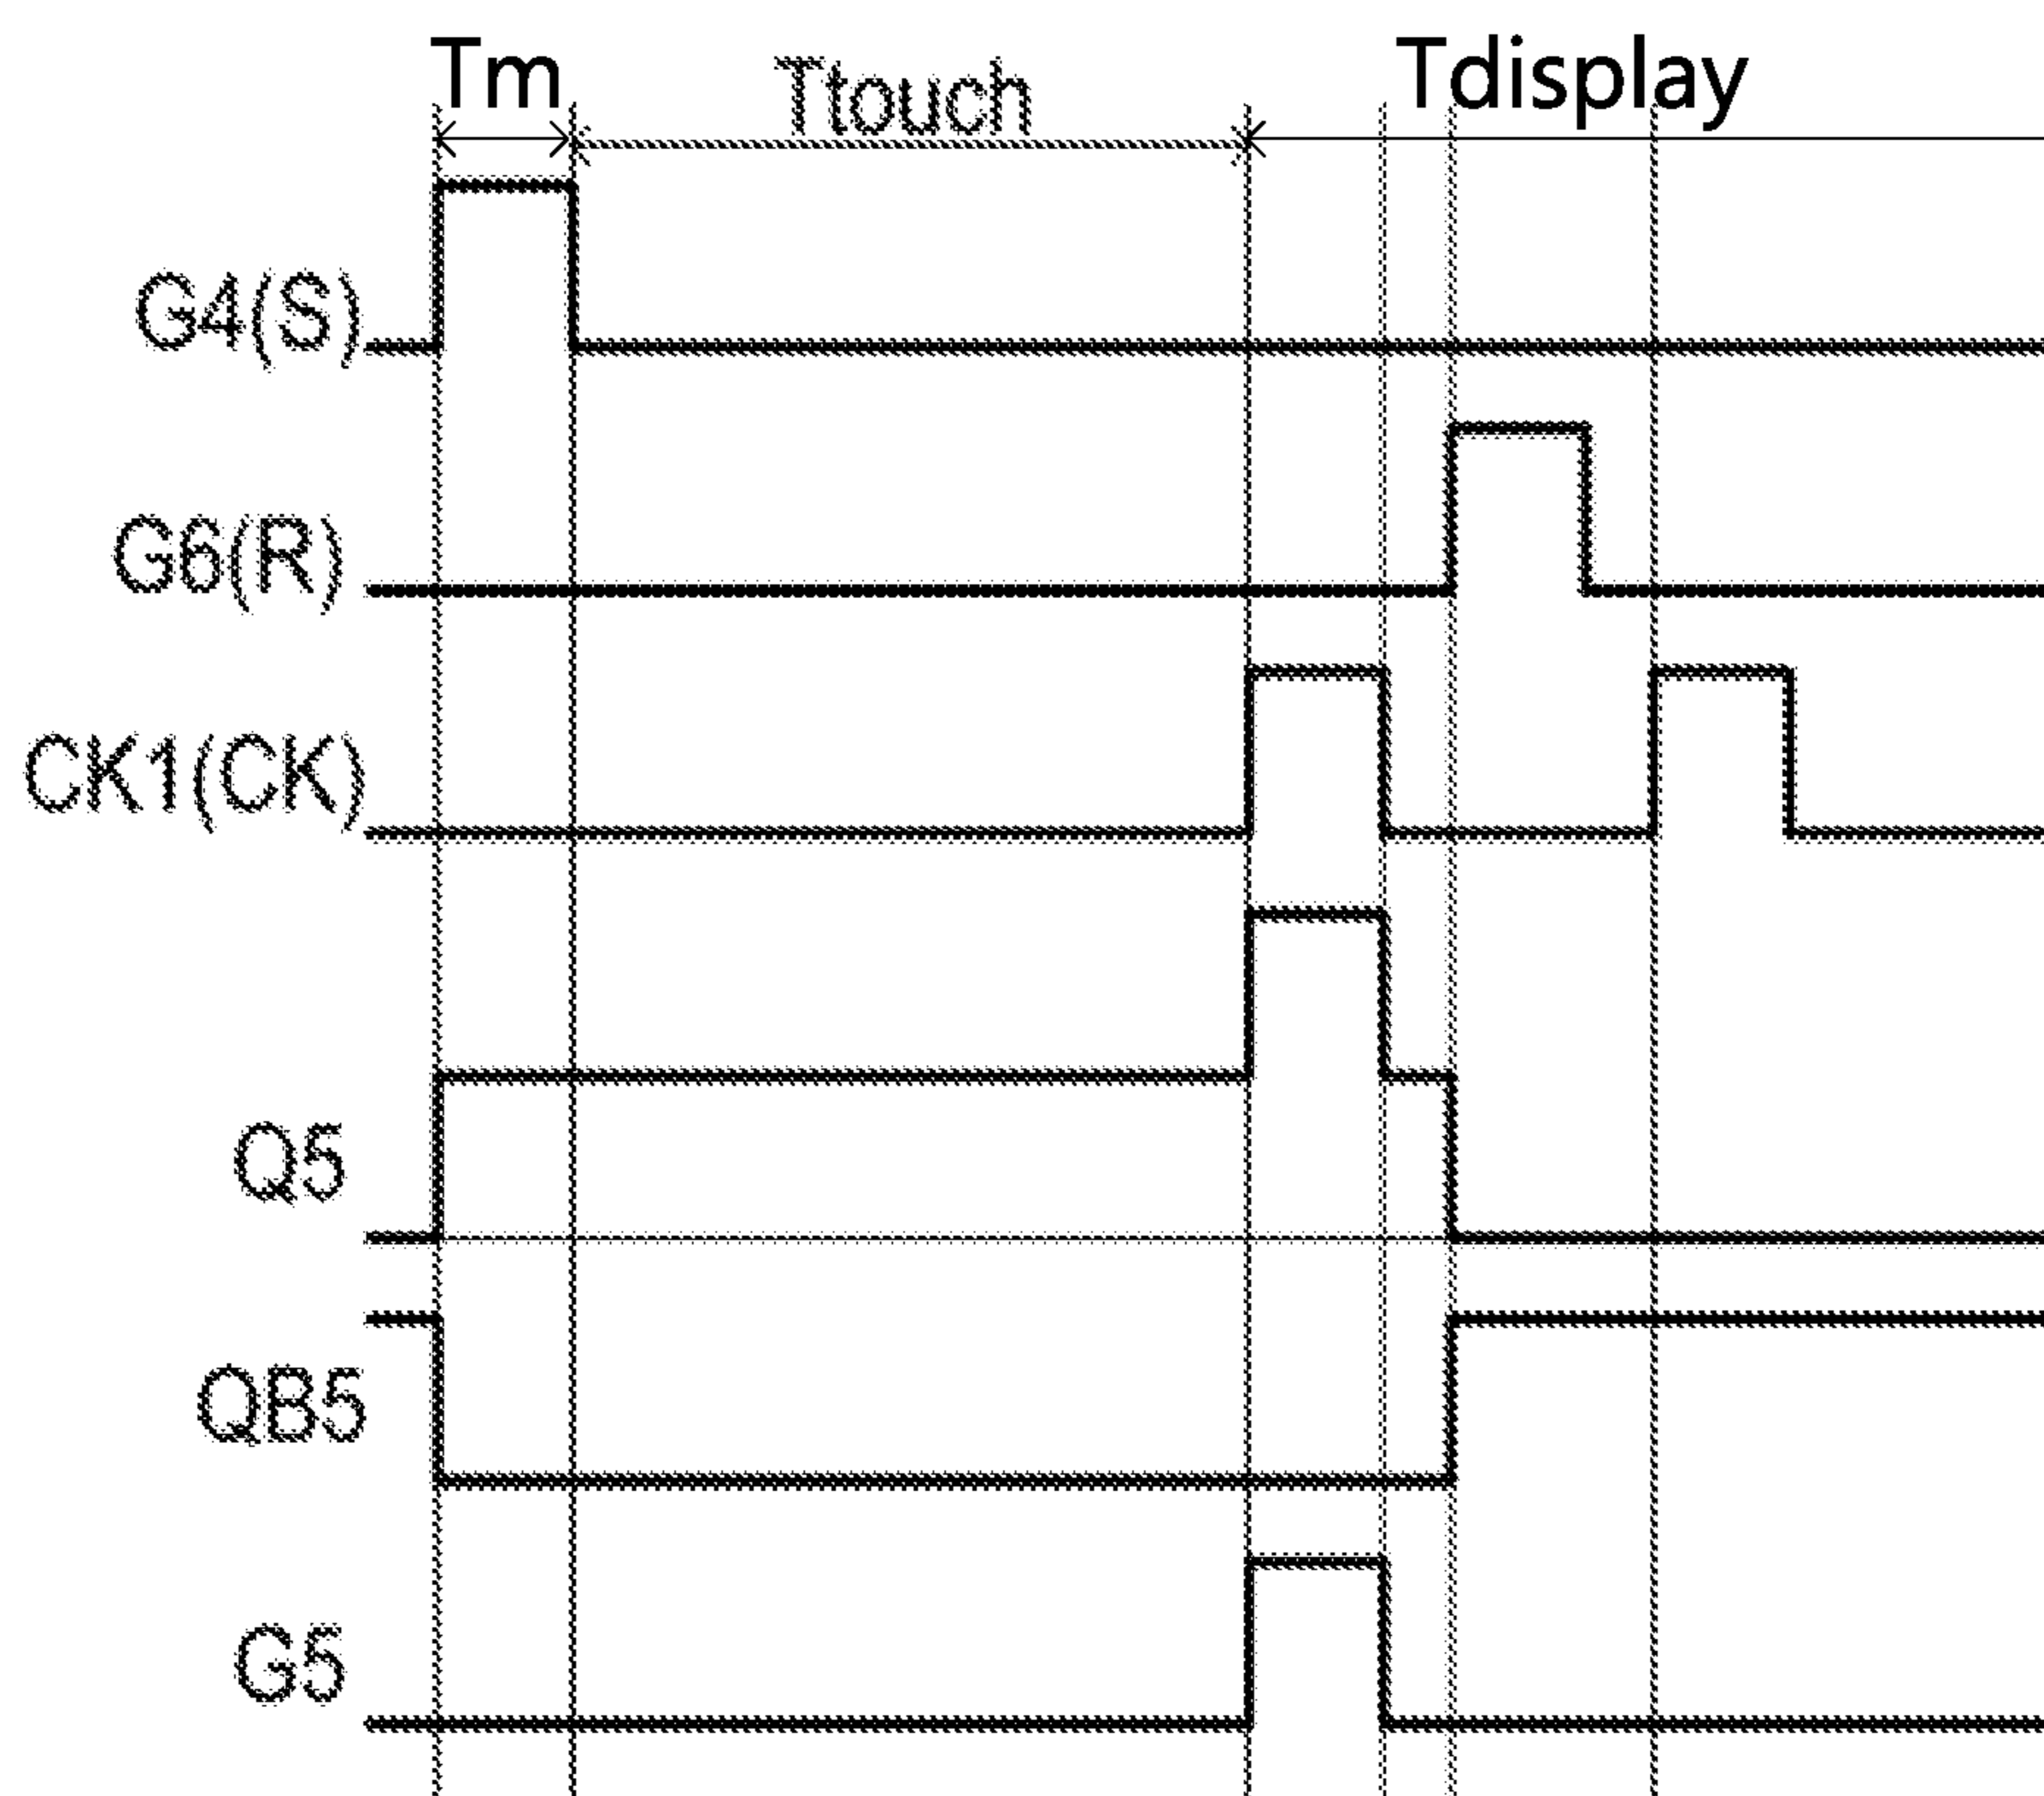 Tm Ttouch Tdisplay
G4(S)
G6(R)
CK1(CK)
Q5
QB5
G5